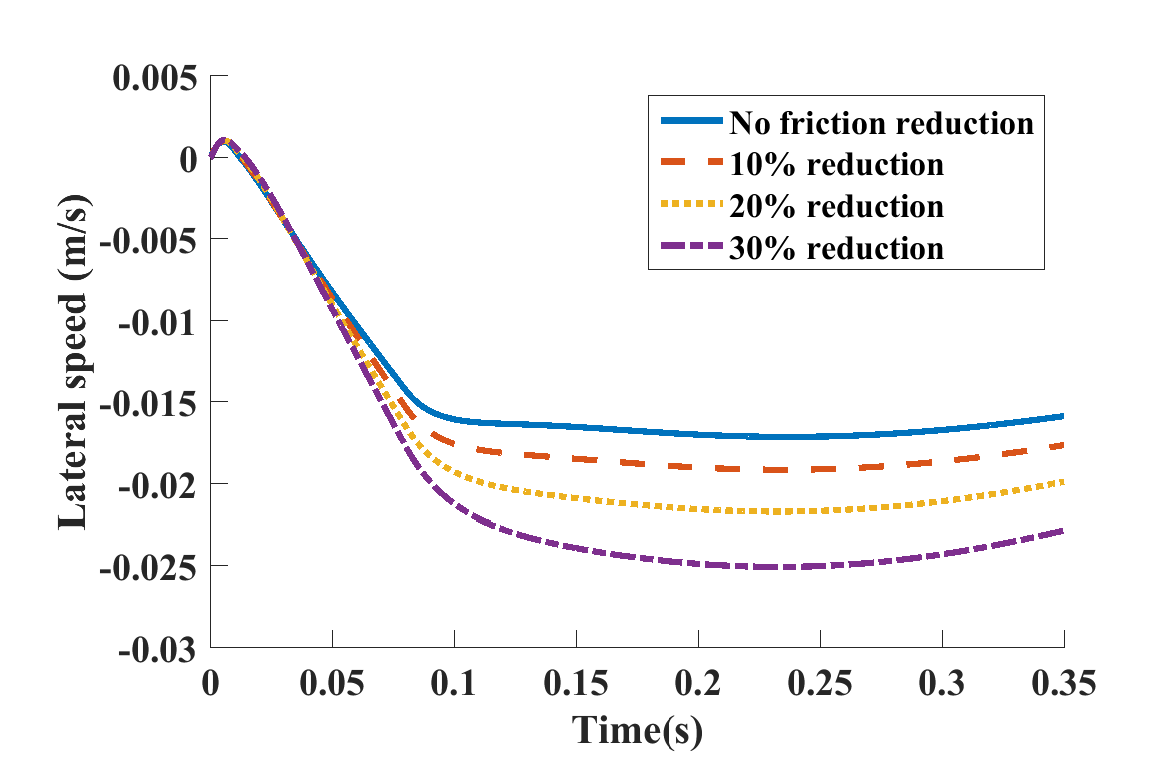 0.005
0
-0.005
-0.01
-0.015
-0.02
-0.025
-0.03
Lateral speed (m/s)
No friction reduction
10% reduction
20% reduction
30% reduction
0 0.05 0.1 0.15 0.2 0.25 0.3 0.35
Time(s)